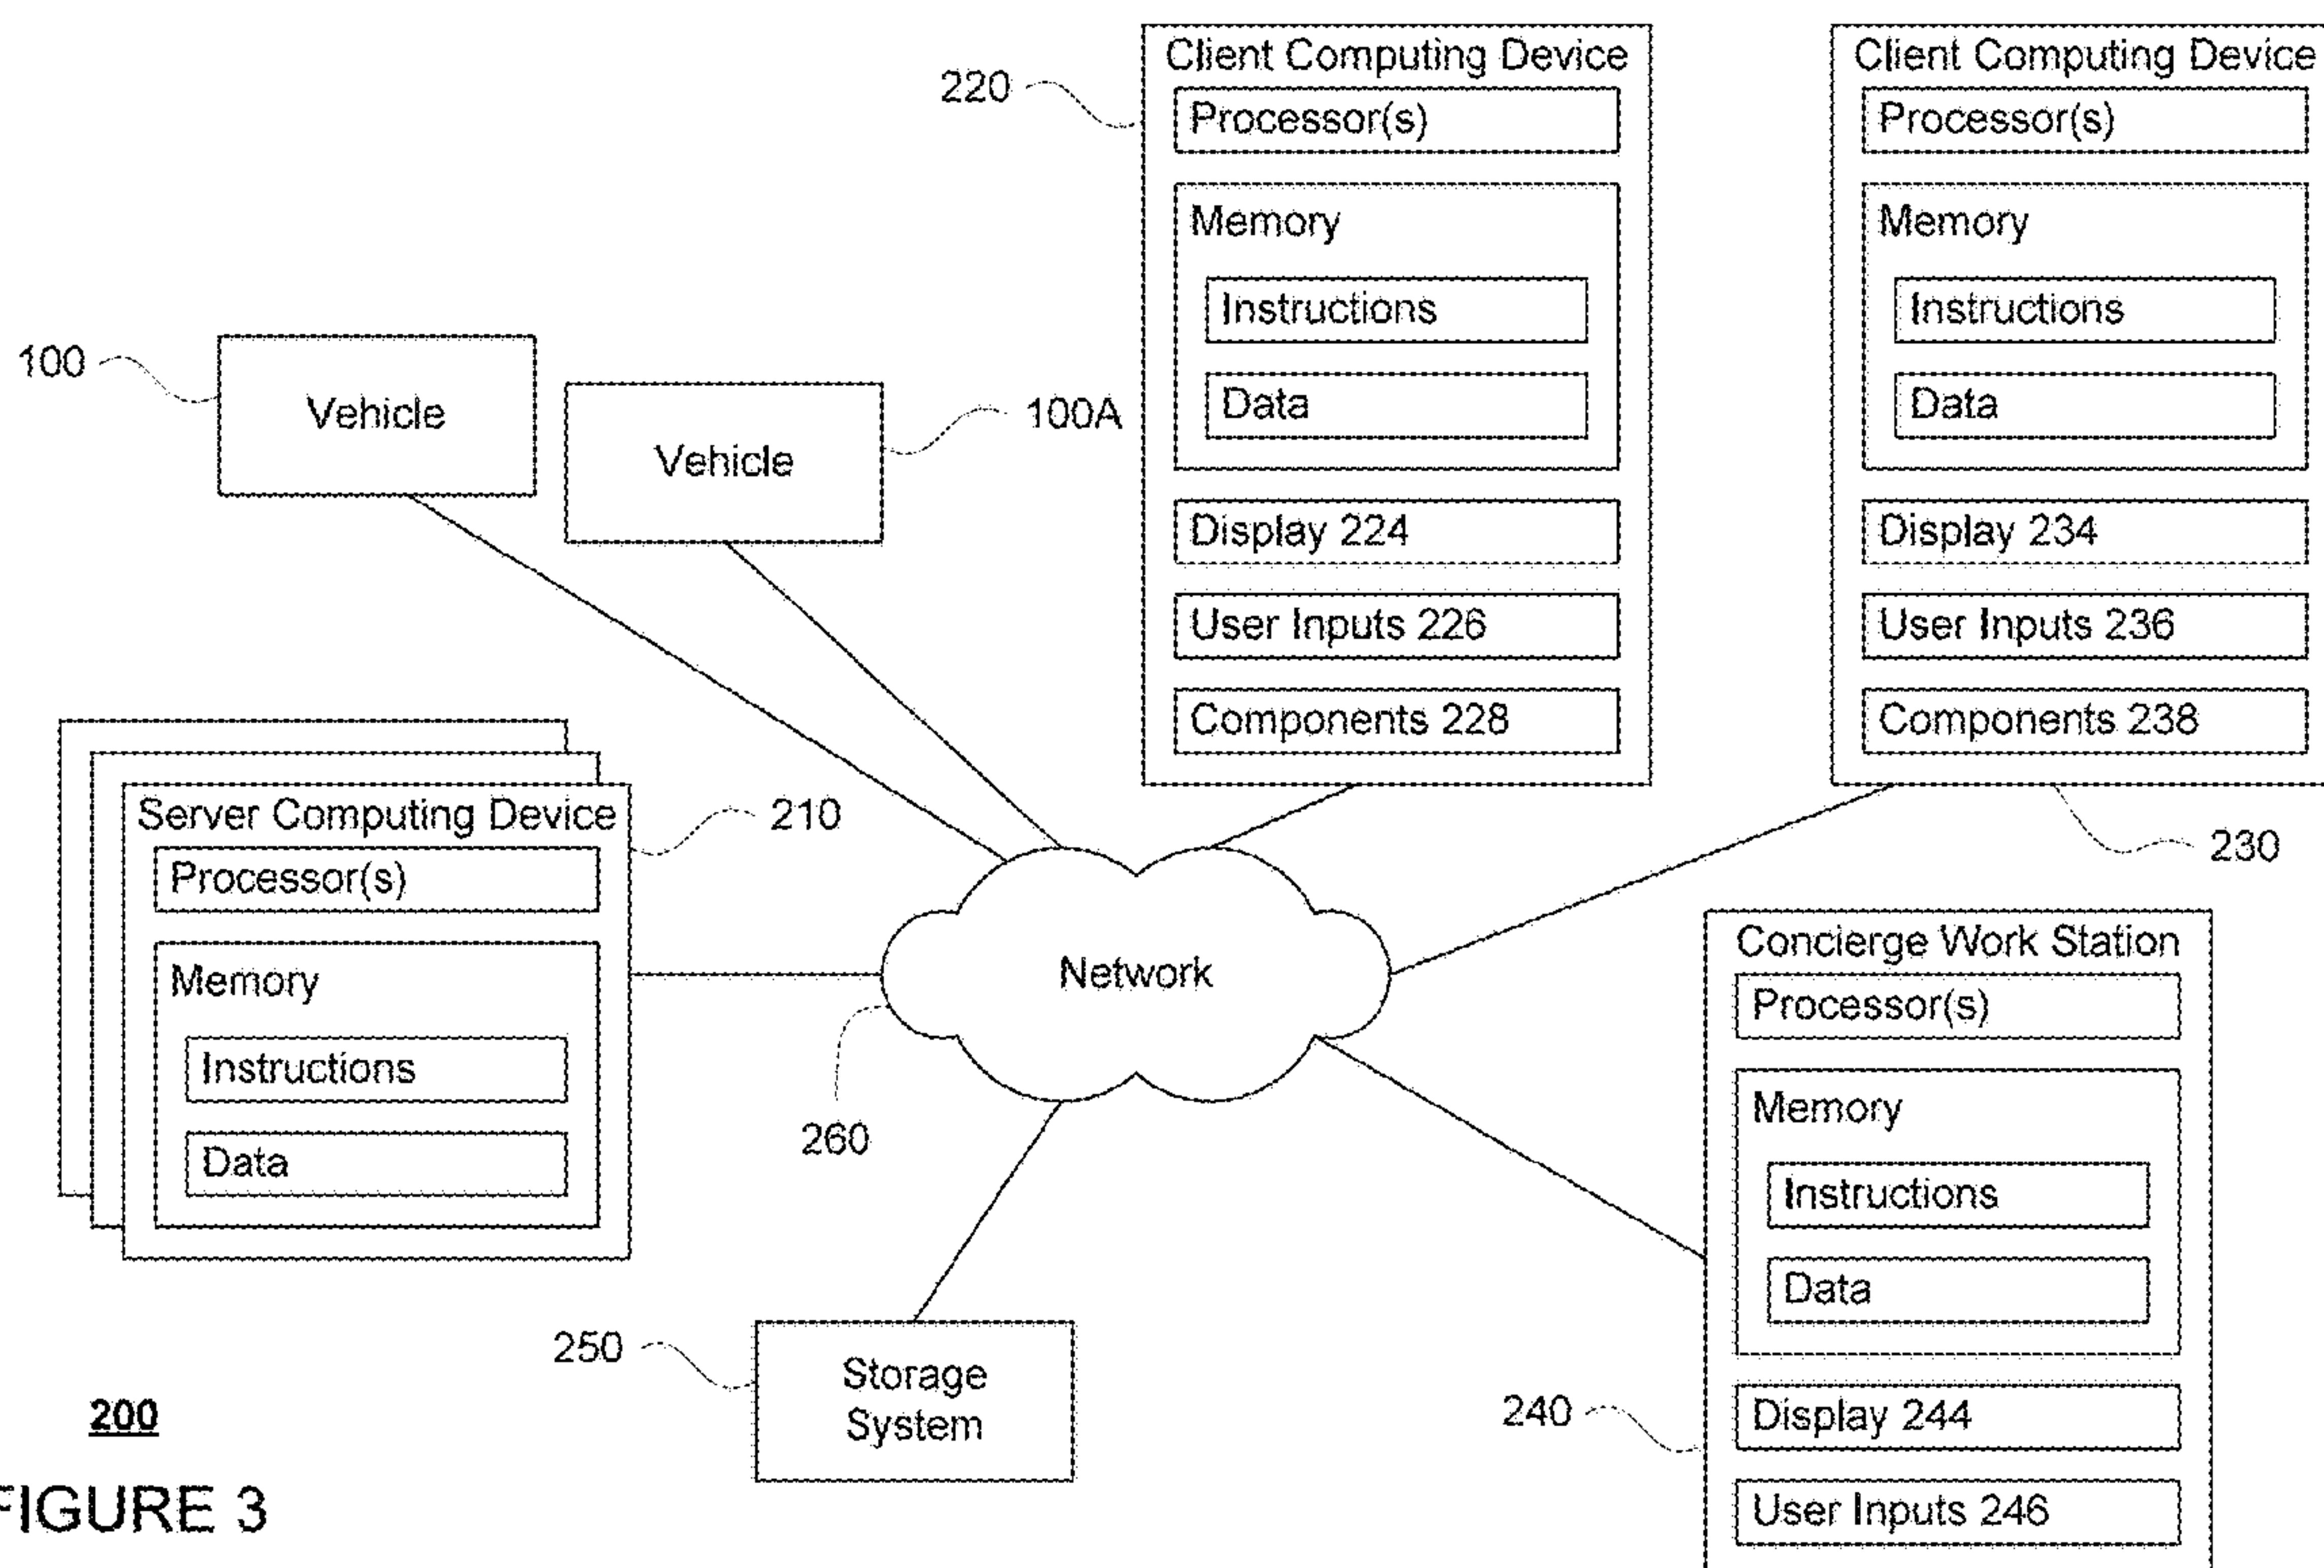 Client Computing Device
220
Processor(s)
Memory
Instructions
Data
Display 224
User Inputs 226
Components 228
Client Computing Device
Processor(s)
Memory
Instructions
Data
Display 234
User Inputs 236
Components 238
230
100
Vehicle
Vehicle
100A
Server Computing Device
210
Processor(s)
Memory
Instructions
Data
Network
260
Concierge Work Station
Processor(s)
Memory
Instructions
Data
240
Display 244
User Inputs 246
250
Storage
System
200
FIGURE 3